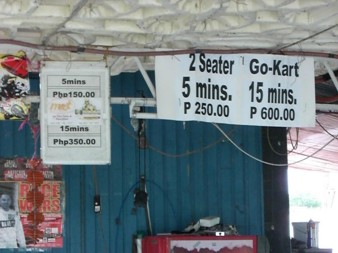 5mins
Php150.00
15mins
Php350.00
2 Seater
5 mins.
P 250.00
Go-Kart
15 mins.
P 600.00